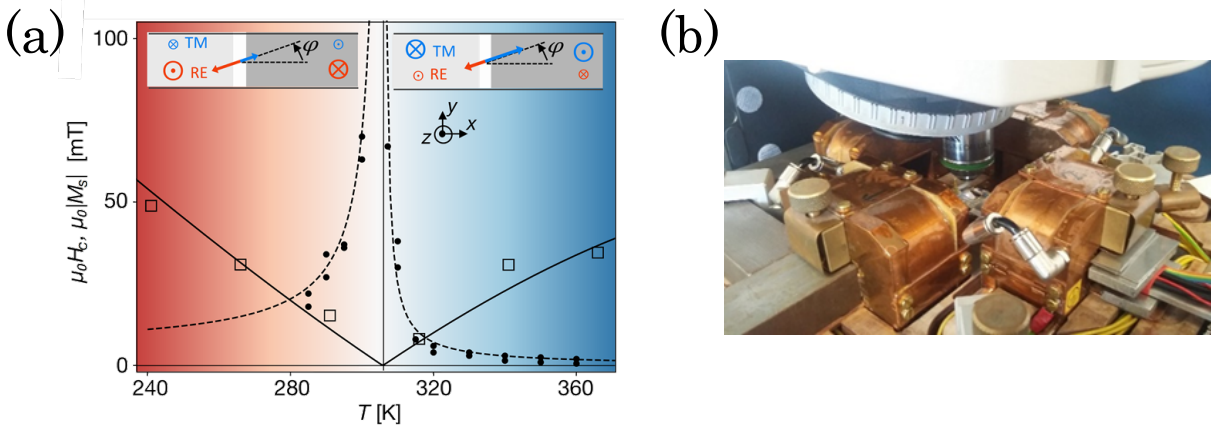 (a)
(b)
100
50
0
μ₀Hc, μ₀|Ms| [mT]
TM
RE
φ
TM
RE
φ
y
z
x
240
280
320
360
T [K]